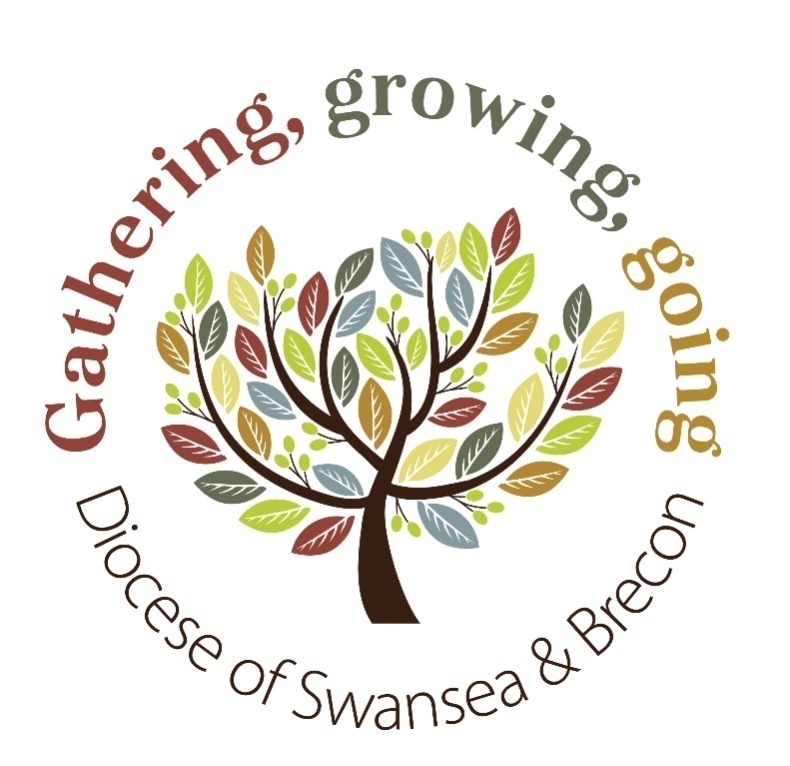 Gathering, growing, going
Diocese of Swansea & Brecon